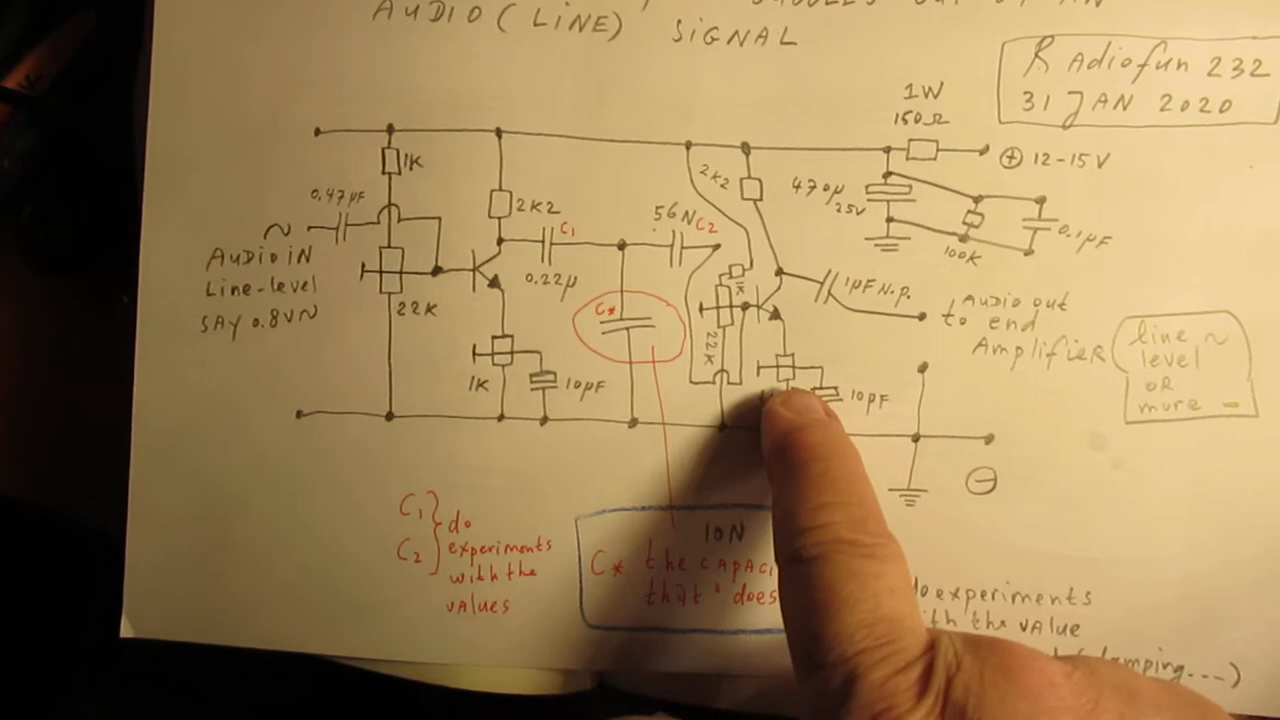 AUDIO (LINE) SIGNAL
Radiofun 232
31 JAN 2020
1W
150Ω
+ 12-15 V
1K
0.47µF
~
AUDIO IN
Line-level
SAY 0.8V~
22K
2K2
C1
0.22µ
56N
C2
2K2
470µ
25V
100K
0.1µF
C*
1K
22K
1µF N.P.
AUDIO out
to end
AmplifieR
line ~
level
OR
more
1K
10µF
10µF
−
C1
C2
do
experiments
with the
values
10N
C* the CAPACI
that "does
do experiments
with the value
(damping....)